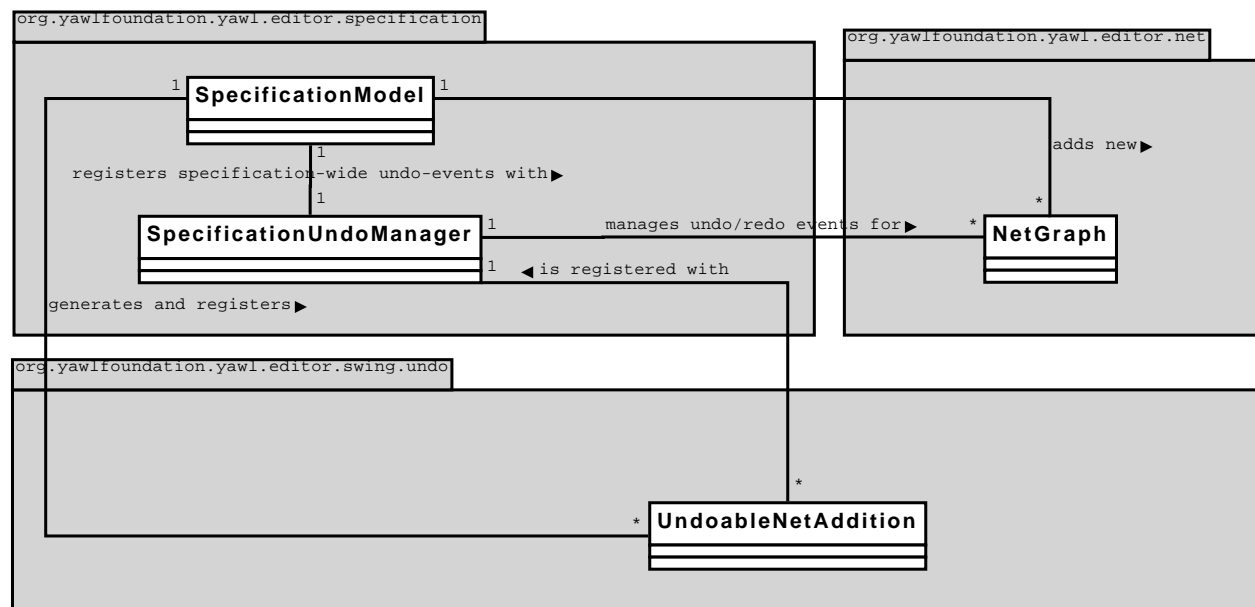 org.yawlfoundation.yawl.editor.specification
org.yawlfoundation.yawl.editor.net
1
SpecificationModel
1
1
adds new
registers specification-wide undo-events with
1
*
SpecificationUndoManager
1
manages undo/redo events for
*
NetGraph
1
is registered with
generates and registers
org.yawlfoundation.yawl.editor.swing.undo
*
*
UndoableNetAddition